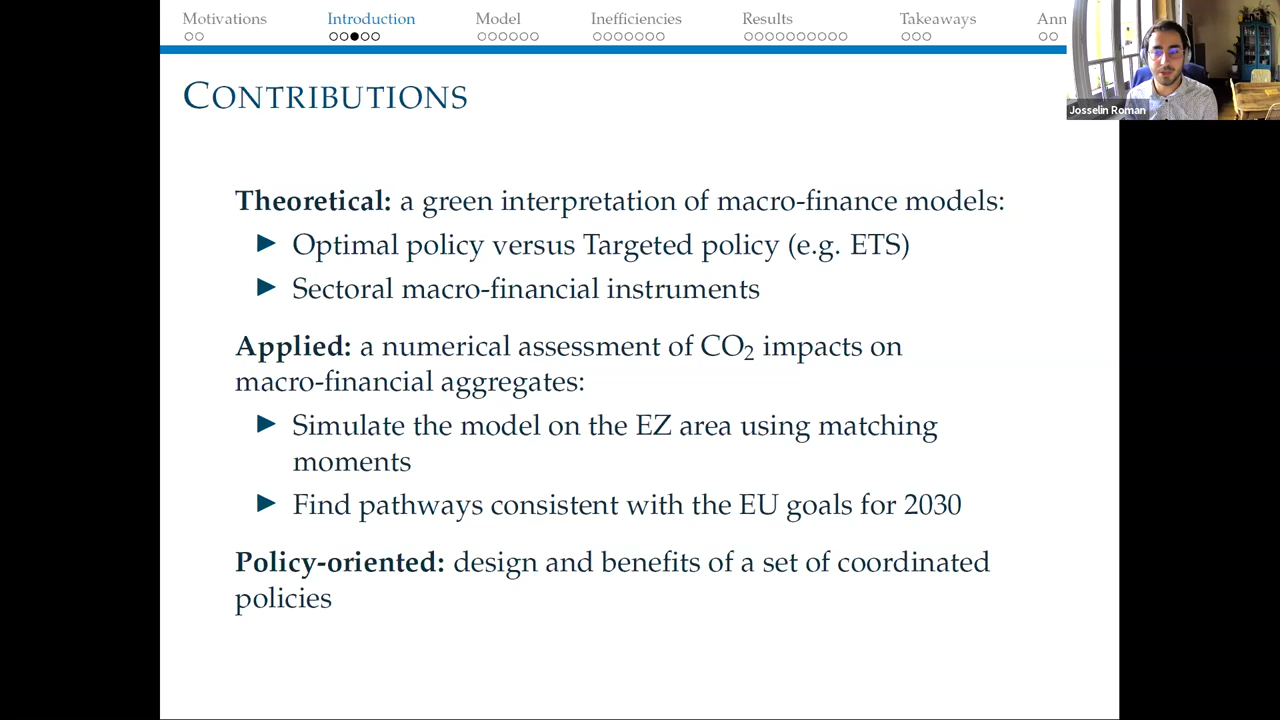 Motivations Introduction Model Inefficiencies Results Takeaways Ann
Josselin Roman
CONTRIBUTIONS
Theoretical: a green interpretation of macro-finance models:
▶ Optimal policy versus Targeted policy (e.g. ETS)
▶ Sectoral macro-financial instruments
Applied: a numerical assessment of CO₂ impacts on
macro-financial aggregates:
▶ Simulate the model on the EZ area using matching
moments
▶ Find pathways consistent with the EU goals for 2030
Policy-oriented: design and benefits of a set of coordinated
policies